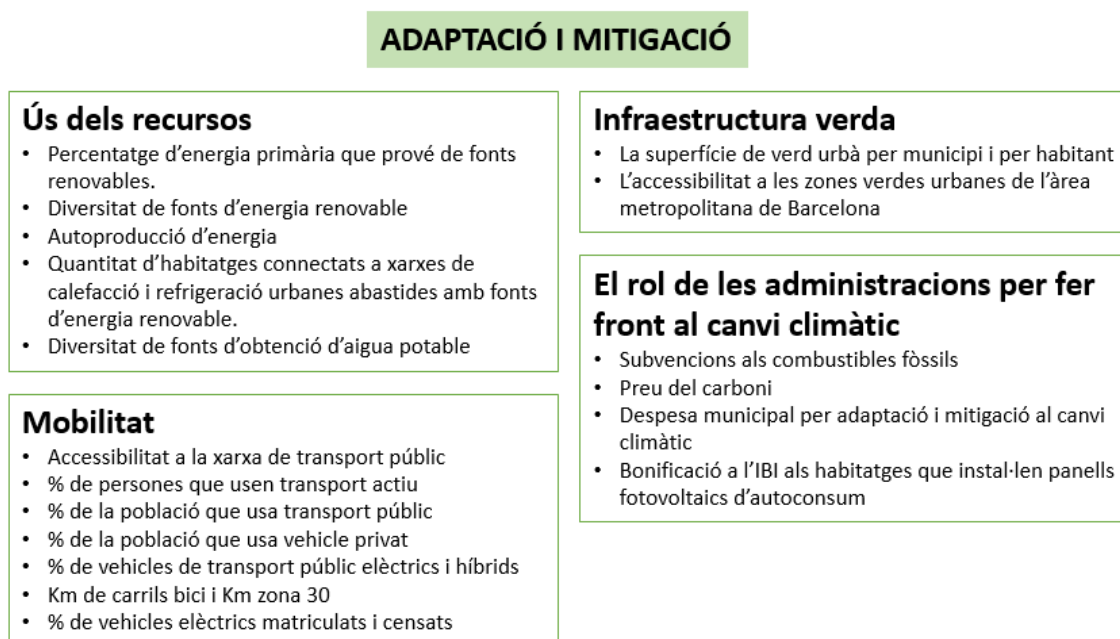 ADAPTACIÓ I MITIGACIÓ
Ús dels recursos
• Percentatge d’energia primària que prové de fonts
renovables.
• Diversitat de fonts d’energia renovable
• Autoproducció d’energia
• Quantitat d’habitatges connectats a xarxes de
calefacció i refrigeració urbanes abastides amb fonts
d’energia renovable.
• Diversitat de fonts d’obtenció d’aigua potable
Mobilitat
• Accessibilitat a la xarxa de transport públic
• % de persones que usen transport actiu
• % de la població que usa transport públic
• % de la població que usa vehicle privat
• % de vehicles de transport públic elèctrics i híbrids
• Km de carrils bici i Km zona 30
• % de vehicles elèctrics matriculats i censats
Infraestructura verda
• La superfície de verd urbà per municipi i per habitant
• L’accessibilitat a les zones verdes urbanes de l’àrea
metropolitana de Barcelona
El rol de les administracions per fer
front al canvi climàtic
• Subvencions als combustibles fòssils
• Preu del carboni
• Despesa municipal per adaptació i mitigació al canvi
climàtic
• Bonificació a l’IBI als habitatges que instal·len panells
fotovoltaics d’autoconsum